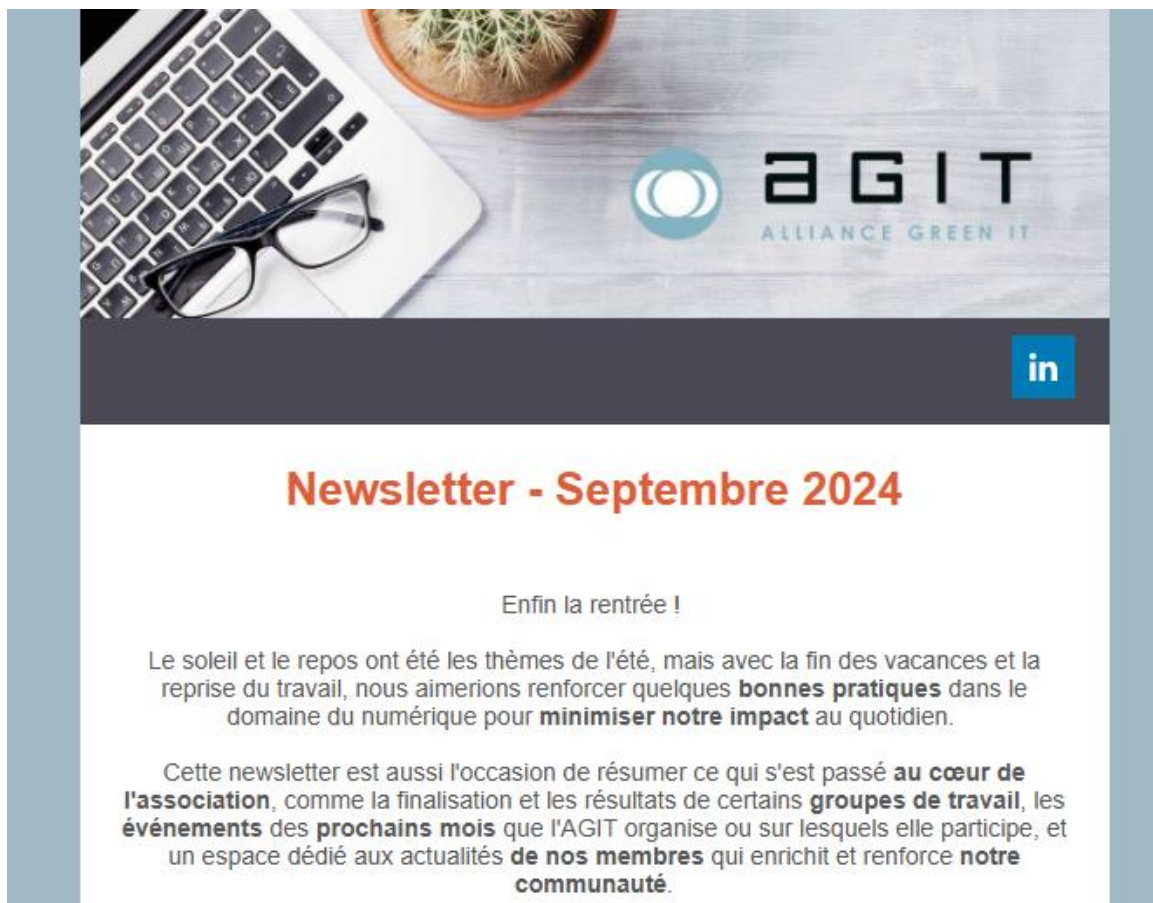 aGIT
ALLIANCE GREEN IT
in
Newsletter - Septembre 2024
Enfin la rentrée !
Le soleil et le repos ont été les thèmes de l'été, mais avec la fin des vacances et la
reprise du travail, nous aimerions renforcer quelques bonnes pratiques dans le
domaine du numérique pour minimiser notre impact au quotidien.
Cette newsletter est aussi l'occasion de résumer ce qui s'est passé au cœur de
l'association, comme la finalisation et les résultats de certains groupes de travail, les
événements des prochains mois que l'AGIT organise ou sur lesquels elle participe, et
un espace dédié aux actualités de nos membres qui enrichit et renforce notre
communauté.